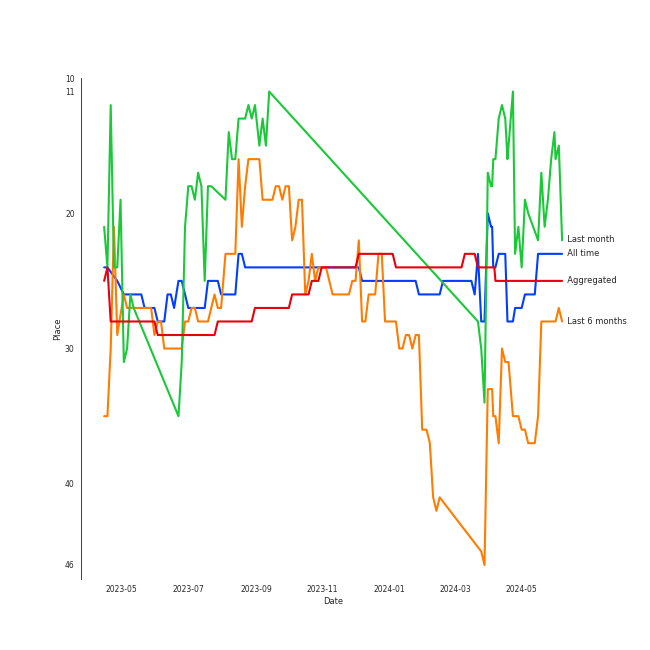 10
11
20
30
40
46
Place
Last month
All time
Aggregated
Last 6 months
2023-05
2023-07
2023-09
2023-11
2024-01
2024-03
2024-05
Date